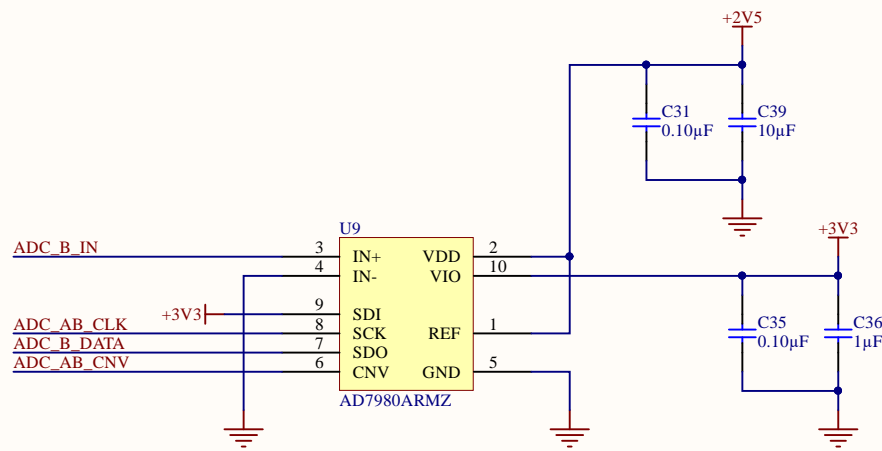 +2V5
C31
0.10µF
C39
10µF
U9
+3V3
ADC_B_IN
3
IN+
VDD
2
4
IN-
VIO
10
+3V3
9
SDI
ADC_AB_CLK
8
SCK
REF
1
C35
0.10µF
C36
1µF
ADC_B_DATA
7
SDO
ADC_AB_CNV
6
CNV
GND
5
AD7980ARMZ